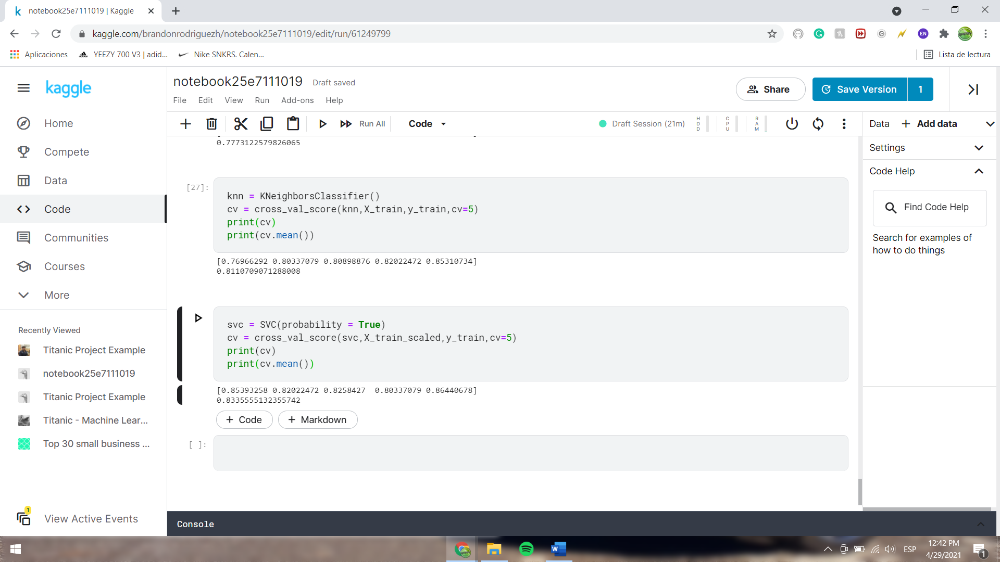 notebook25e7111019 | Kaggle
kaggle.com/brandonrodriguezh/notebook25e7111019/edit/run/61249799
EN
Aplicaciones
YEEZY 700 V3 | adid...
Nike SNKRS. Calen...
Lista de lectura
kaggle
notebook25e7111019
Draft saved
File Edit View Run Add-ons Help
Share
Save Version
1
Run All
Code
Draft Session (21m)
HDD
CPU
RAM
Data
Add data
Settings
Code Help
Find Code Help
Search for examples of
how to do things
Home
Compete
Data
Code
Communities
Courses
More
Recently Viewed
Titanic Project Example
notebook25e7111019
Titanic Project Example
Titanic - Machine Lear...
Top 30 small business ...
1
View Active Events
0.7773122579826065
[27]:
knn = KNeighborsClassifier()
cv = cross_val_score(knn,X_train,y_train,cv=5)
print(cv)
print(cv.mean())
[0.76966292 0.80337079 0.80898876 0.82022472 0.85310734]
0.8110709071288008
svc = SVC(probability = True)
cv = cross_val_score(svc,X_train_scaled,y_train,cv=5)
print(cv)
print(cv.mean())
[0.85393258 0.82022472 0.8258427  0.80337079 0.86440678]
0.8335555132355742
+ Code
+ Markdown
[ ]:
Console
ESP
12:42 PM
4/29/2021
1